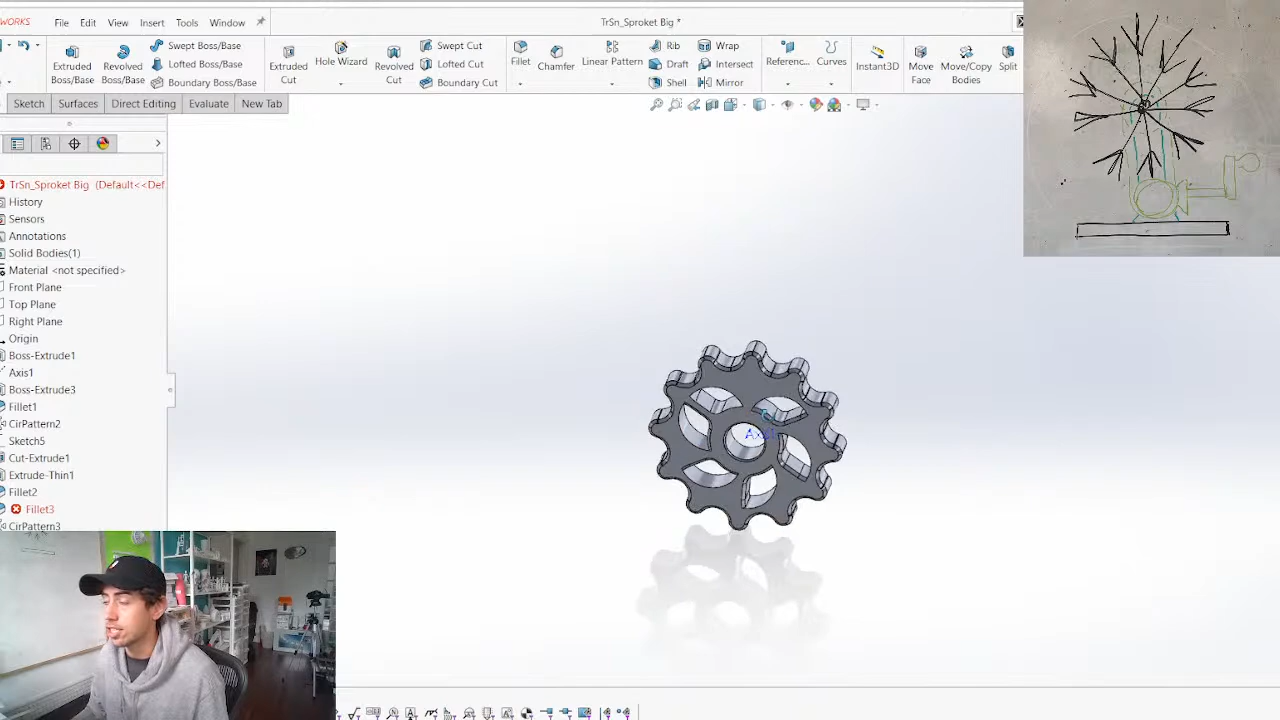 ORKS File Edit View Insert Tools Window TrSn_Sproket Big *
Extruded Boss/Base
Revolved Boss/Base
Swept Boss/Base
Lofted Boss/Base
Boundary Boss/Base
Extruded Cut
Hole Wizard
Revolved Cut
Swept Cut
Lofted Cut
Boundary Cut
Fillet
Chamfer
Linear Pattern
Rib
Draft
Shell
Wrap
Intersect
Mirror
Referenc...
Curves
Instant3D
Move Face
Move/Copy Bodies
Split
Sketch Surfaces Direct Editing Evaluate New Tab
TrSn_Sproket Big (Default<<Def
History
Sensors
Annotations
Solid Bodies(1)
Material <not specified>
Front Plane
Top Plane
Right Plane
Origin
Boss-Extrude1
Axis1
Boss-Extrude3
Fillet1
CirPattern2
Sketch5
Cut-Extrude1
Extrude-Thin1
Fillet2
Fillet3
CirPattern3